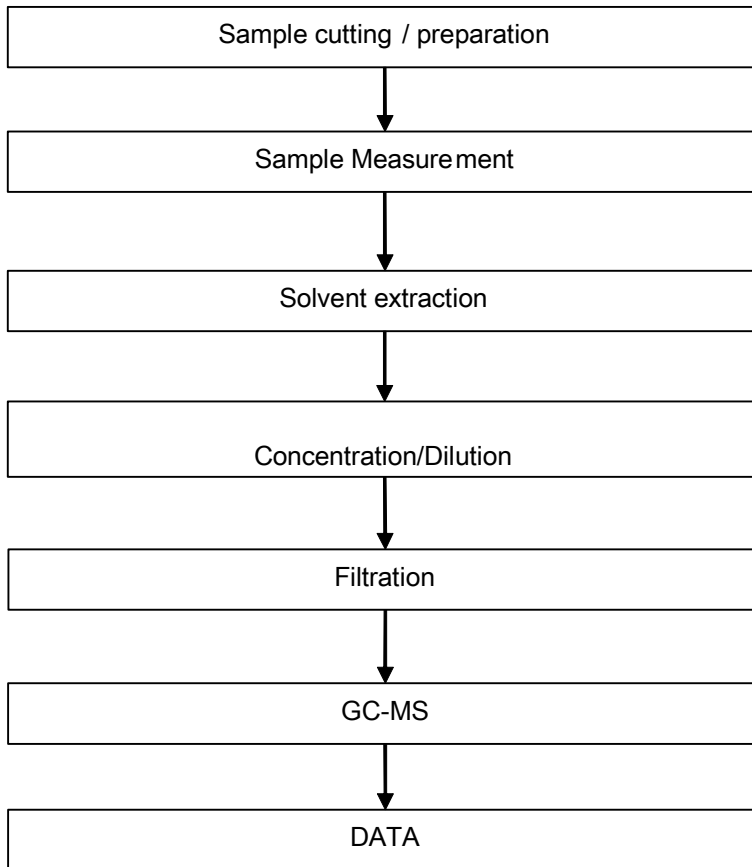 Sample cutting / preparation
Sample Measurement
Solvent extraction
Concentration/Dilution
Filtration
GC-MS
DATA